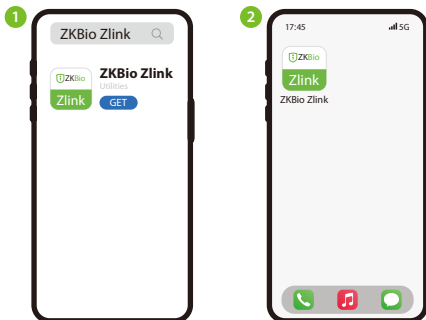 1
ZKBio Zlink
ZKBio
Zlink
ZKBio Zlink
Utilities
GET
2
17:45
5G
ZKBio
Zlink
ZKBio Zlink